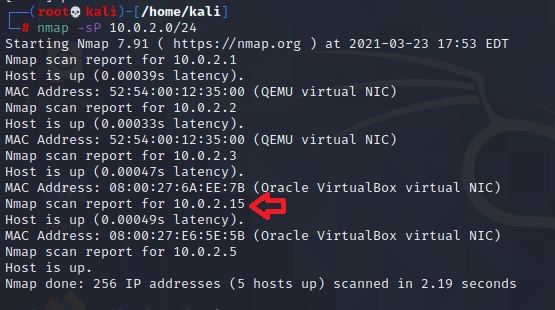 (root💀kali)-[/home/kali]
# nmap -sP 10.0.2.0/24
Starting Nmap 7.91 ( https://nmap.org ) at 2021-03-23 17:53 EDT
Nmap scan report for 10.0.2.1
Host is up (0.00039s latency).
MAC Address: 52:54:00:12:35:00 (QEMU virtual NIC)
Nmap scan report for 10.0.2.2
Host is up (0.00033s latency).
MAC Address: 52:54:00:12:35:00 (QEMU virtual NIC)
Nmap scan report for 10.0.2.3
Host is up (0.00047s latency).
MAC Address: 08:00:27:6A:EE:7B (Oracle VirtualBox virtual NIC)
Nmap scan report for 10.0.2.15
Host is up (0.00049s latency).
MAC Address: 08:00:27:E6:5E:5B (Oracle VirtualBox virtual NIC)
Nmap scan report for 10.0.2.5
Host is up.
Nmap done: 256 IP addresses (5 hosts up) scanned in 2.19 seconds